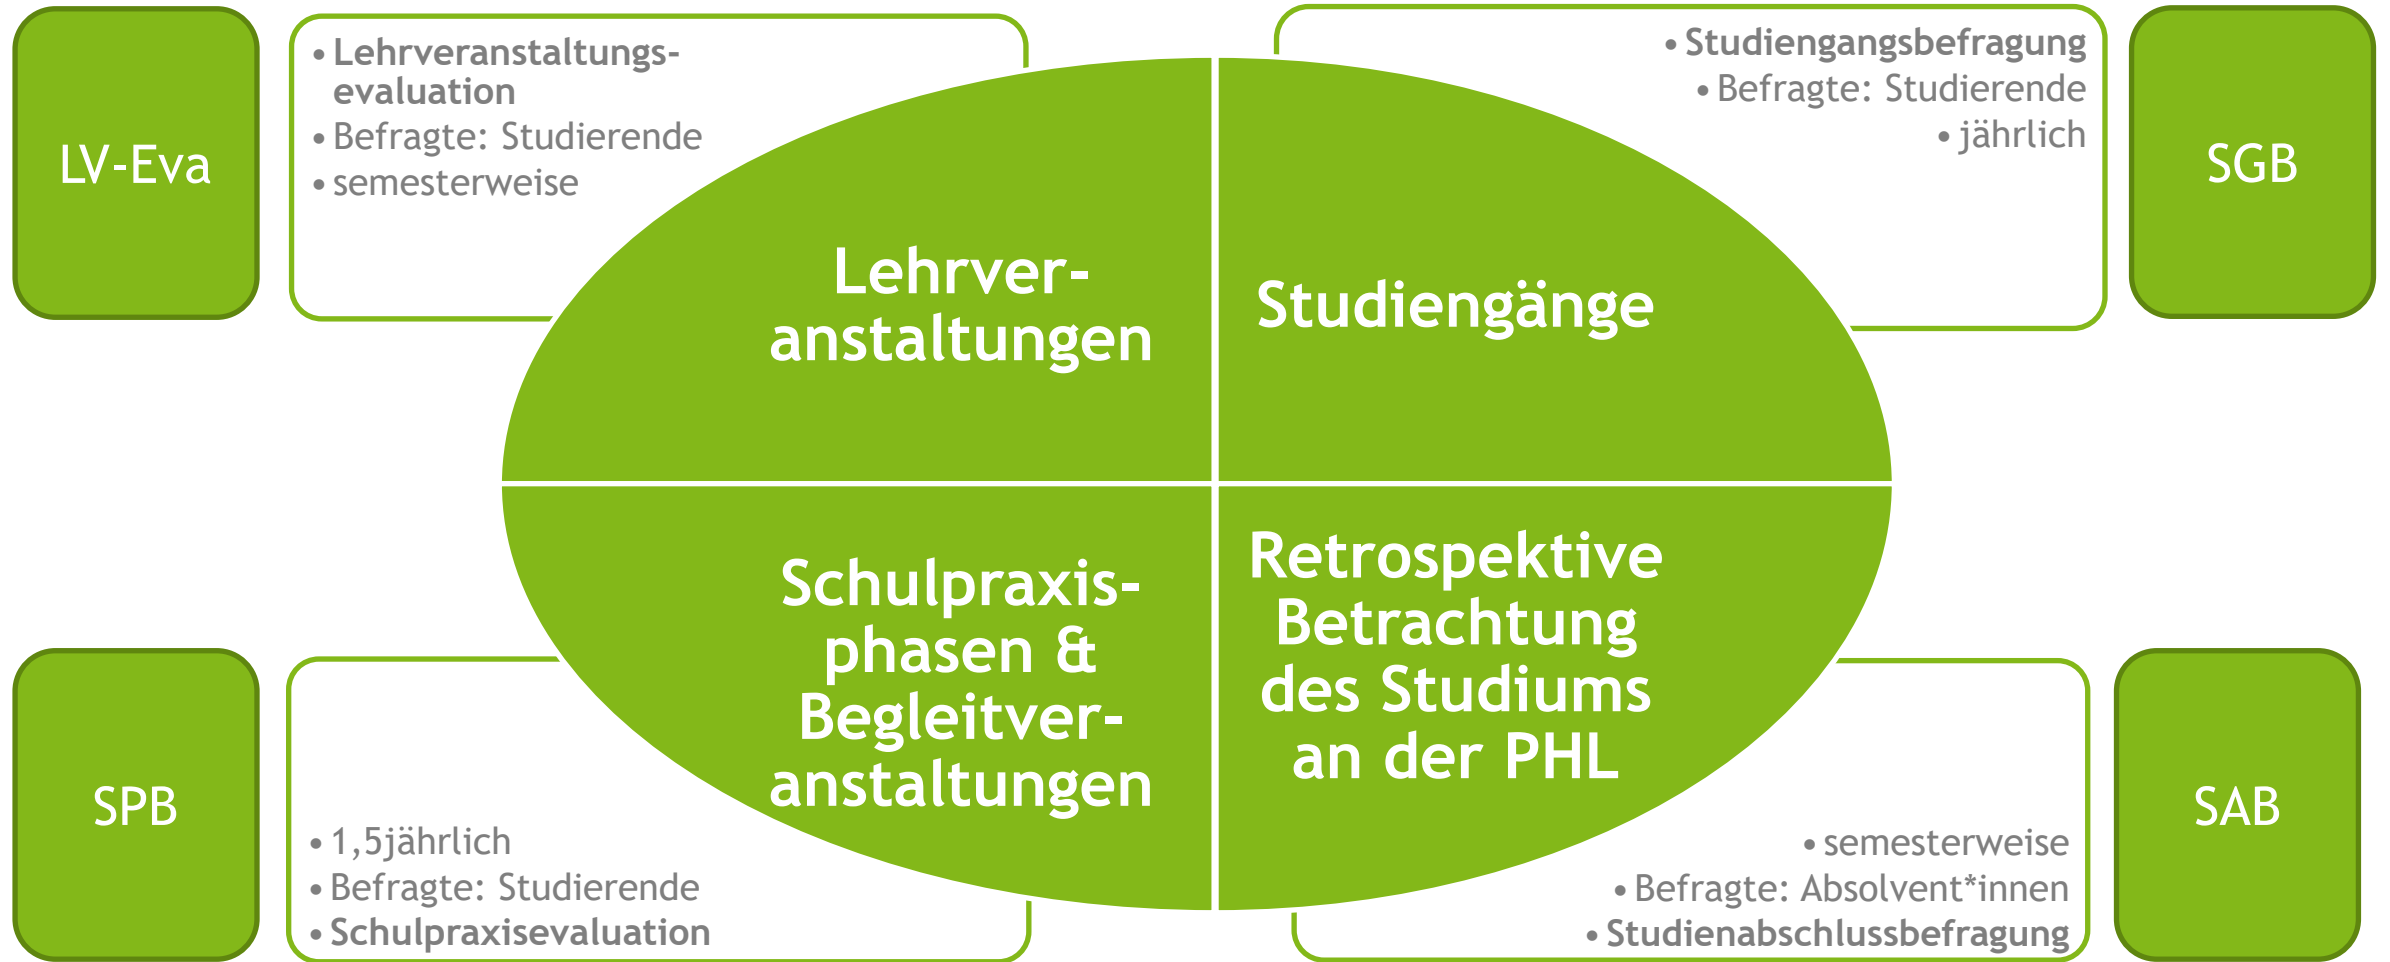 LV-Eva
• Lehrveranstaltungs-
evaluation
• Befragte: Studierende
• semesterweise
• Studiengangsbefragung
• Befragte: Studierende
• jährlich
SGB
Lehrver-
anstaltungen
Studiengänge
Schulpraxis-
phasen &
Begleitver-
anstaltungen
Retrospektive
Betrachtung
des Studiums
an der PHL
SPB
• 1,5jährlich
• Befragte: Studierende
• Schulpraxisevaluation
• semesterweise
• Befragte: Absolvent*innen
• Studienabschlussbefragung
SAB